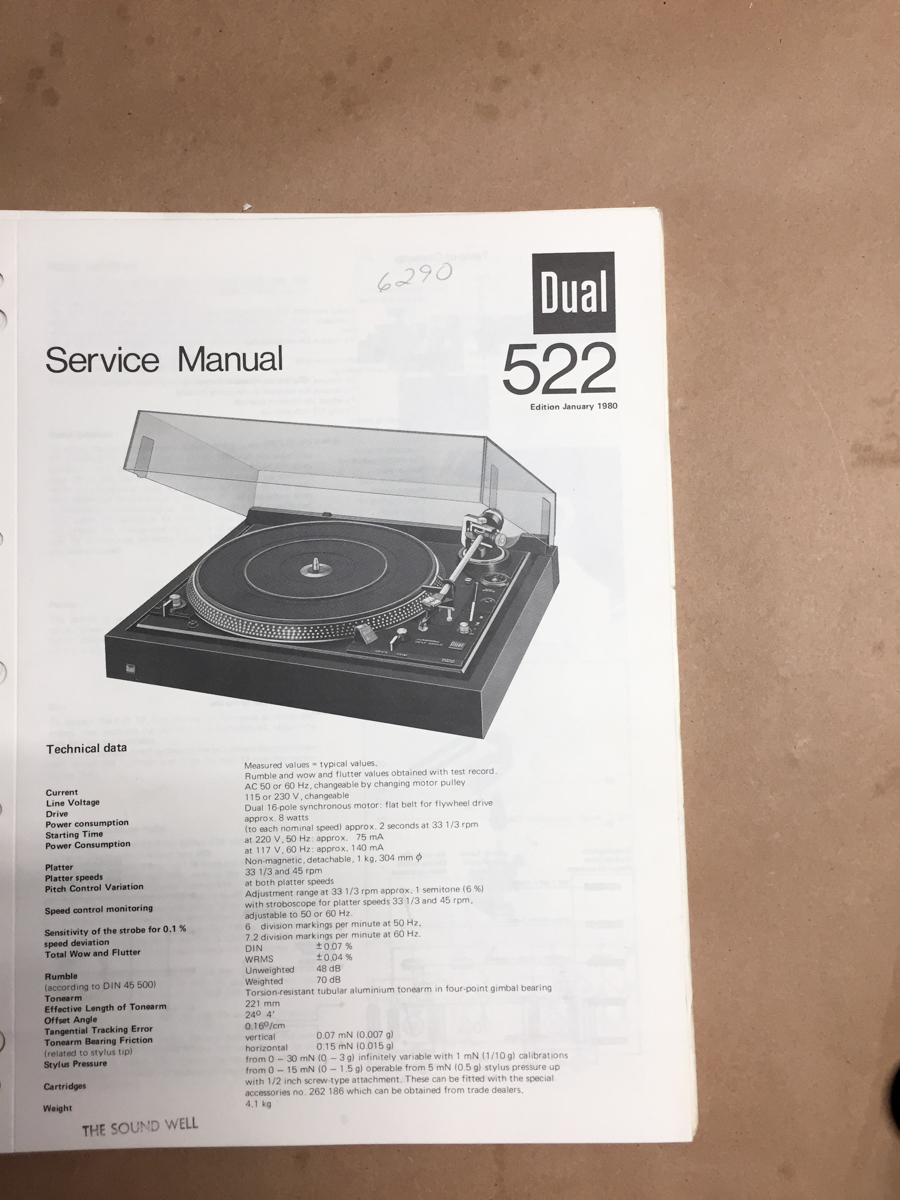 6290
Dual
Service Manual
522
Edition January 1980
Dual
Technical data
Measured values = typical values.
Rumble and wow and flutter values obtained with test record.
Current AC 50 or 60 Hz, changeable by changing motor pulley
Line Voltage 115 or 230 V, changeable
Drive Dual 16-pole synchronous motor: flat belt for flywheel drive
Power consumption approx. 8 watts
Starting Time (to each nominal speed) approx. 2 seconds at 33 1/3 rpm
Power Consumption at 220 V, 50 Hz: approx. 75 mA
at 117 V, 60 Hz: approx. 140 mA
Platter Non-magnetic, detachable, 1 kg, 304 mm ϕ
Platter speeds 33 1/3 and 45 rpm
Pitch Control Variation at both platter speeds
Adjustment range at 33 1/3 rpm approx. 1 semitone (6 %)
Speed control monitoring with stroboscope for platter speeds 33 1/3 and 45 rpm,
adjustable to 50 or 60 Hz.
Sensitivity of the strobe for 0.1 % 6 division markings per minute at 50 Hz,
speed deviation 7.2 division markings per minute at 60 Hz.
Total Wow and Flutter DIN ± 0.07 %
WRMS ± 0.04 %
Rumble Unweighted 48 dB
(according to DIN 45 500) Weighted 70 dB
Tonearm Torsion-resistant tubular aluminium tonearm in four-point gimbal bearing
Effective Length of Tonearm 221 mm
Offset Angle 24° 4'
Tangential Tracking Error 0.16°/cm
Tonearm Bearing Friction vertical 0.07 mN (0.007 g)
(related to stylus tip) horizontal 0.15 mN (0.015 g)
Stylus Pressure from 0 – 30 mN (0 – 3 g) infinitely variable with 1 mN (1/10 g) calibrations
from 0 – 15 mN (0 – 1.5 g) operable from 5 mN (0.5 g) stylus pressure up
Cartridges with 1/2 inch screw-type attachment. These can be fitted with the special
accessories no. 262 186 which can be obtained from trade dealers.
Weight 4.1 kg
THE SOUND WELL